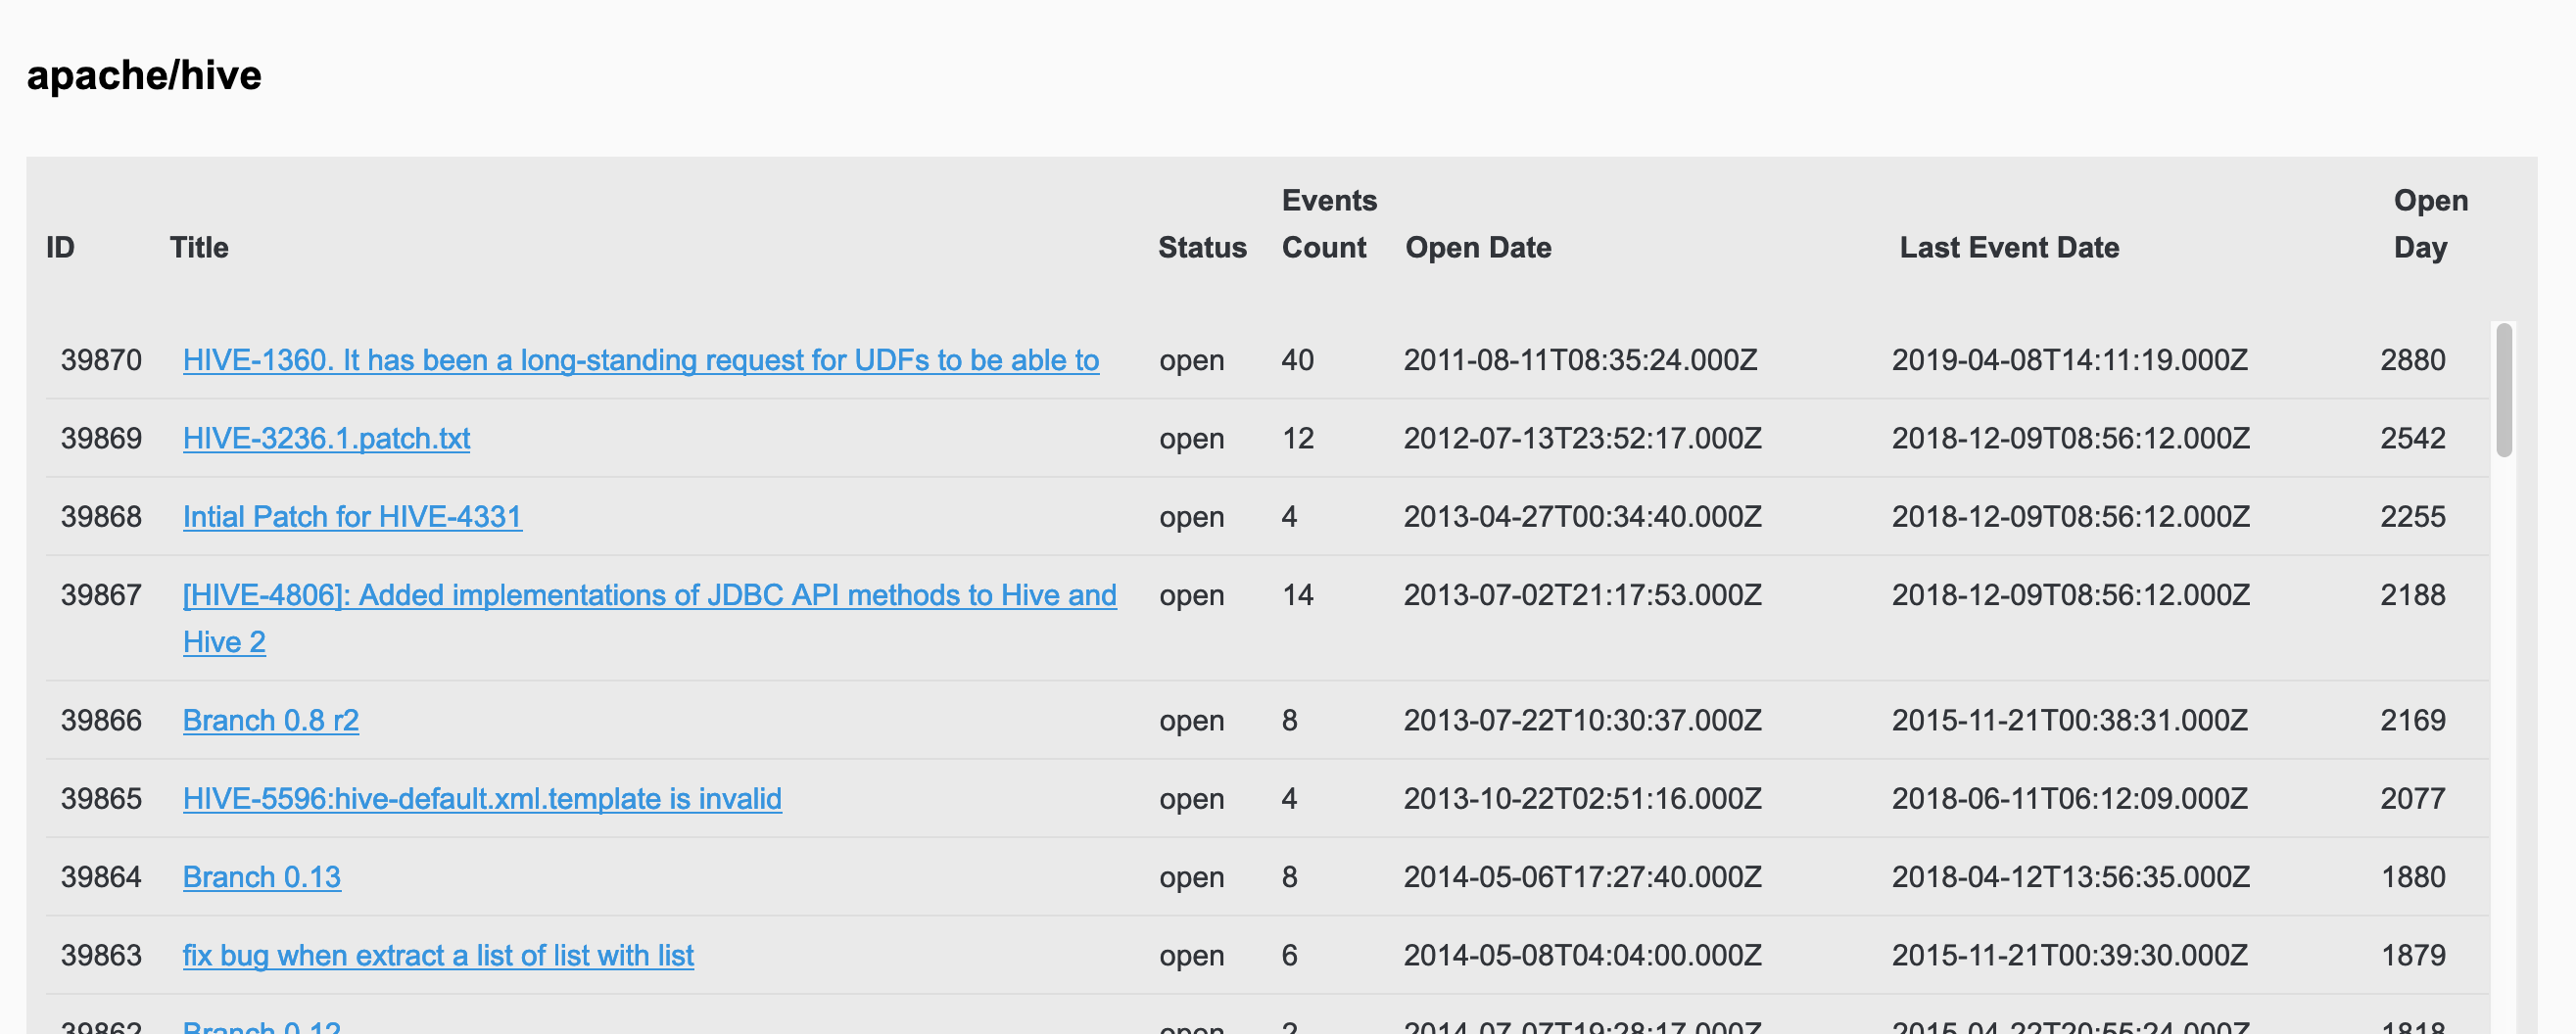 apache/hive
ID Title Status Events Count Open Date Last Event Date Open Day
39870 HIVE-1360. It has been a long-standing request for UDFs to be able to open 40 2011-08-11T08:35:24.000Z 2019-04-08T14:11:19.000Z 2880
39869 HIVE-3236.1.patch.txt open 12 2012-07-13T23:52:17.000Z 2018-12-09T08:56:12.000Z 2542
39868 Intial Patch for HIVE-4331 open 4 2013-04-27T00:34:40.000Z 2018-12-09T08:56:12.000Z 2255
39867 [HIVE-4806]: Added implementations of JDBC API methods to Hive and open 14 2013-07-02T21:17:53.000Z 2018-12-09T08:56:12.000Z 2188
Hive 2
39866 Branch 0.8 r2 open 8 2013-07-22T10:30:37.000Z 2015-11-21T00:38:31.000Z 2169
39865 HIVE-5596:hive-default.xml.template is invalid open 4 2013-10-22T02:51:16.000Z 2018-06-11T06:12:09.000Z 2077
39864 Branch 0.13 open 8 2014-05-06T17:27:40.000Z 2018-04-12T13:56:35.000Z 1880
39863 fix bug when extract a list of list with list open 6 2014-05-08T04:04:00.000Z 2015-11-21T00:39:30.000Z 1879
39862 Branch 0.12 open 2 2014-07-07T19:28:17.000Z 2015-04-22T20:55:24.000Z 1818